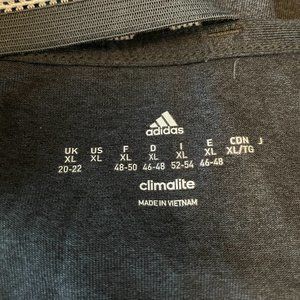 adidas
UK US F D I E CDN J
XL XL XL XL XL XL XL/TG
20-22 48-50 46-48 52-54 46-48
climalite
MADE IN VIETNAM